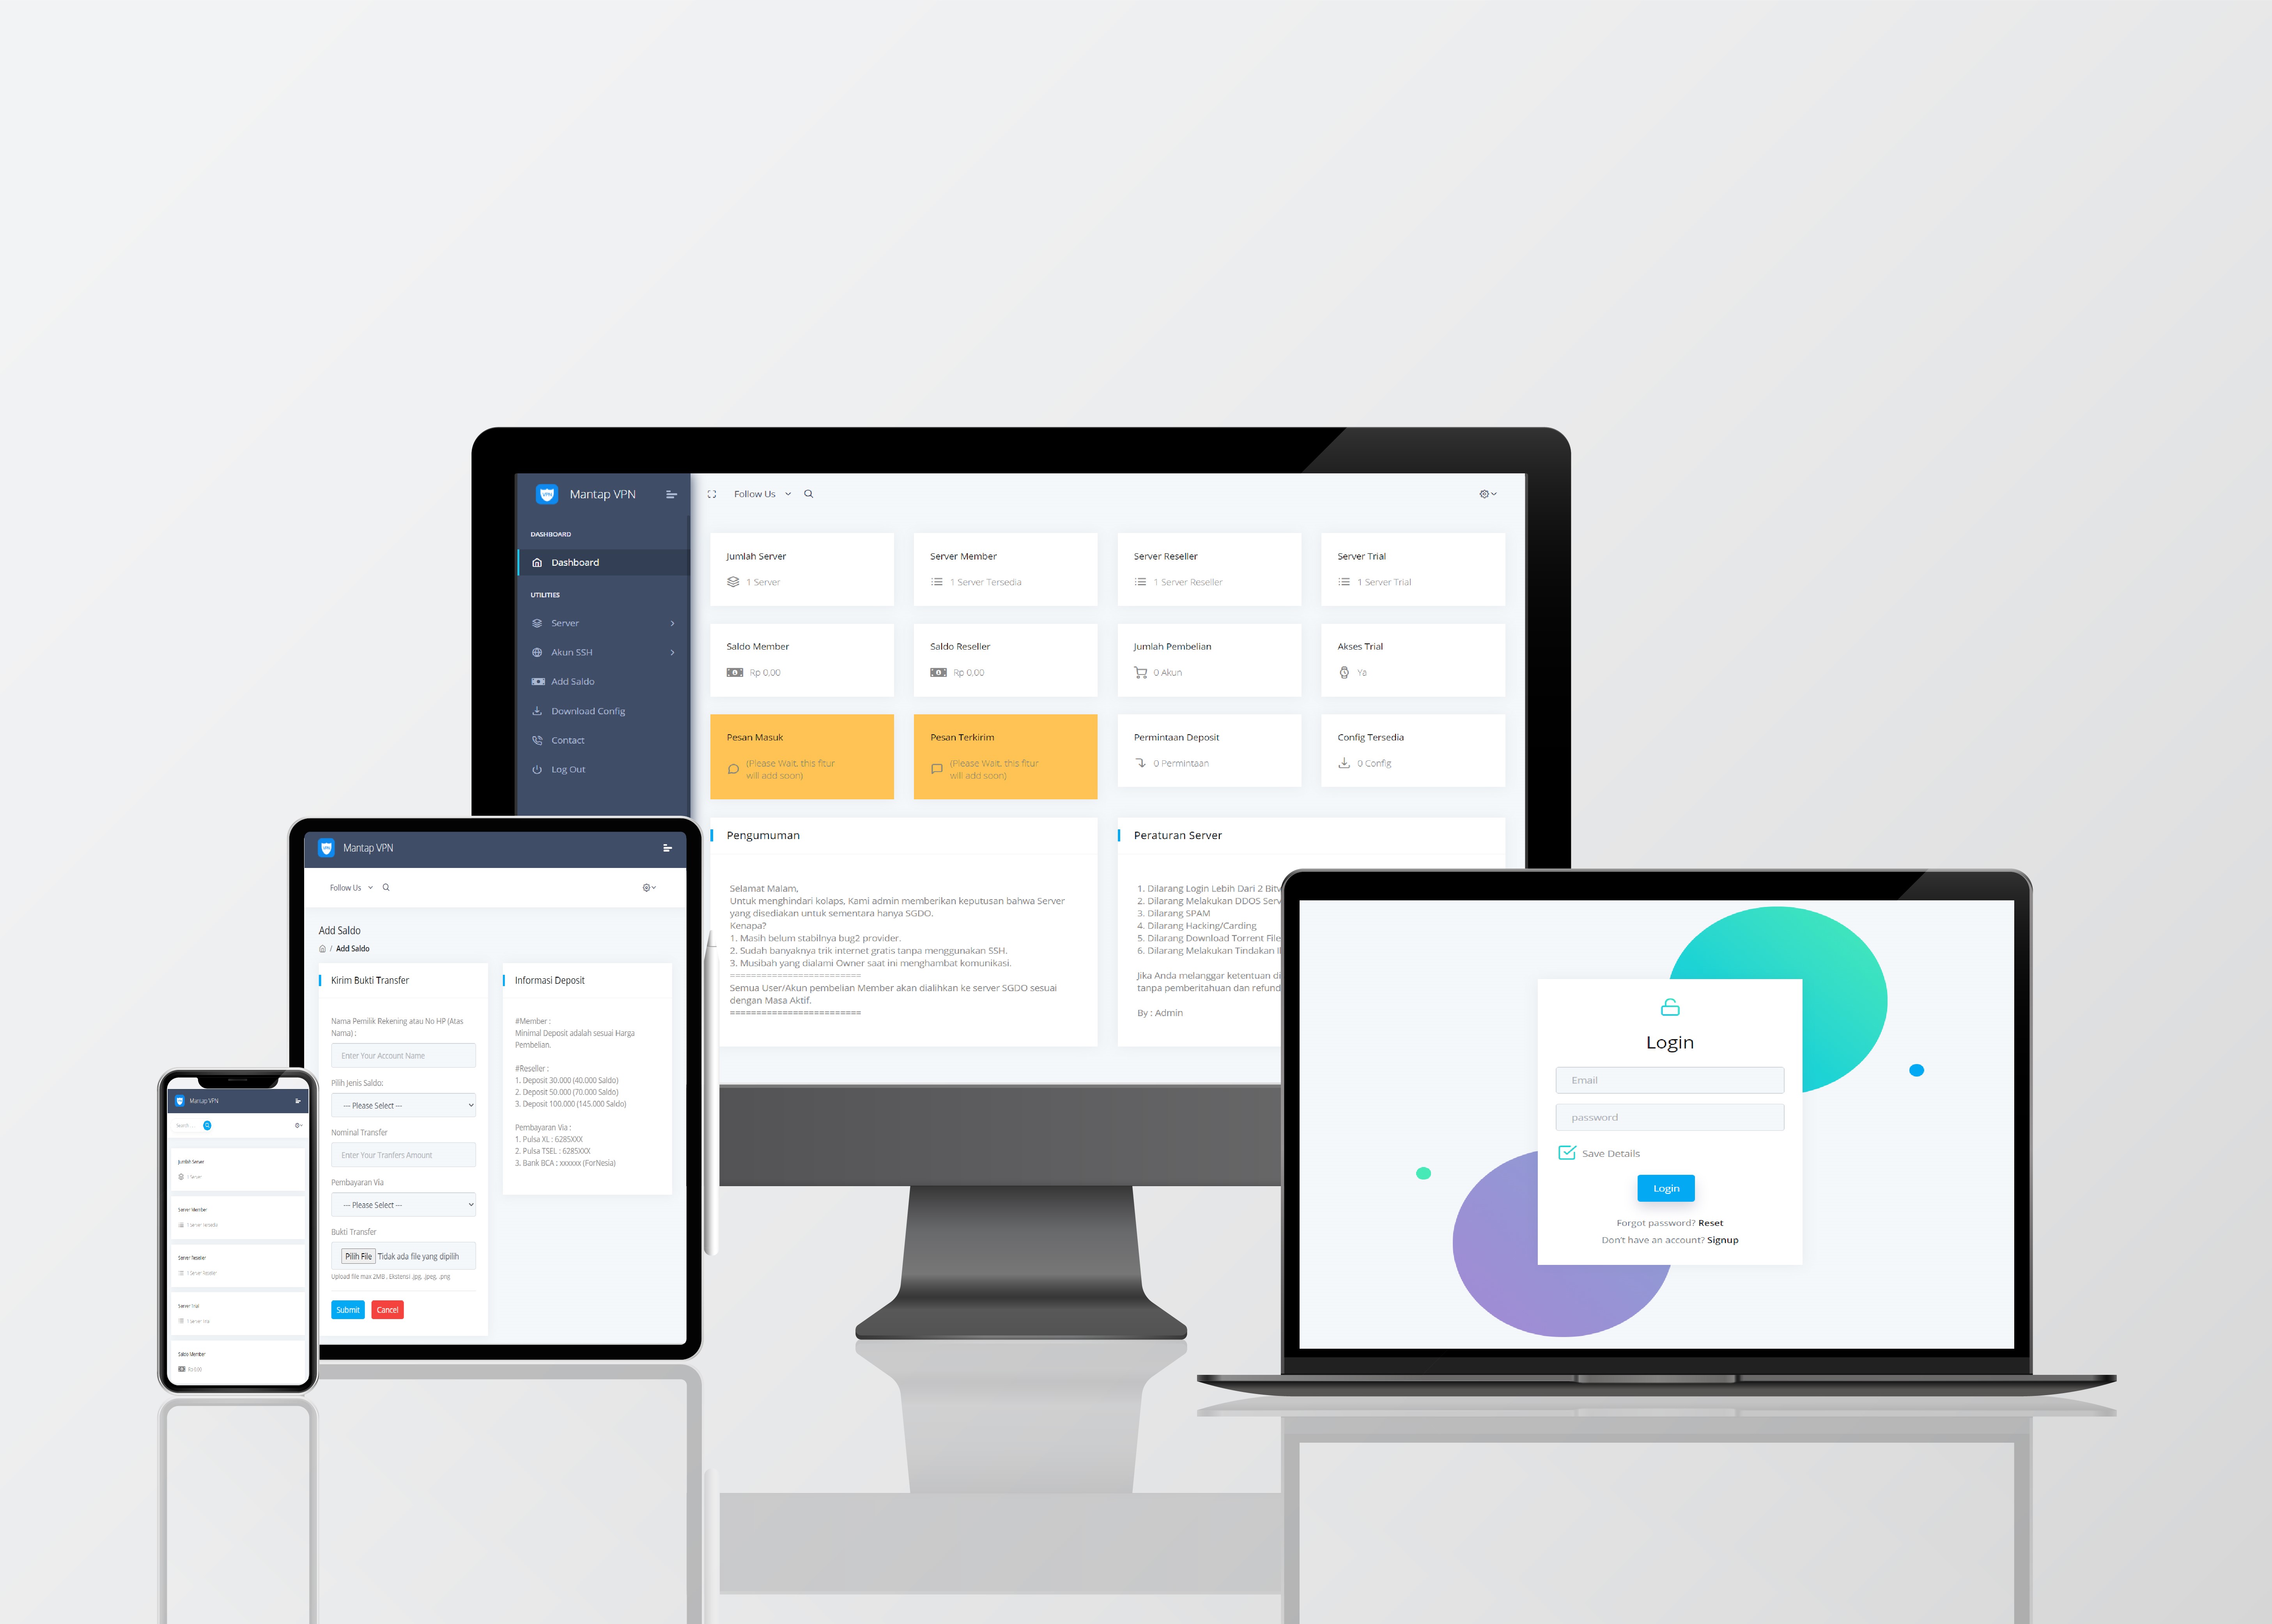 Mantap VPN
Follow Us
DASHBOARD
Dashboard
UTILITIES
Server
Akun SSH
Add Saldo
Download Config
Contact
Log Out
Jumlah Server
1 Server
Server Member
1 Server Tersedia
Server Reseller
1 Server Reseller
Server Trial
1 Server Trial
Saldo Member
Rp 0,00
Saldo Reseller
Rp 0,00
Jumlah Pembelian
0 Akun
Akses Trial
Ya
Pesan Masuk
(Please Wait, this fitur
will add soon)
Pesan Terkirim
(Please Wait, this fitur
will add soon)
Permintaan Deposit
0 Permintaan
Config Tersedia
0 Config
Pengumuman
Selamat Malam,
Untuk menghindari kolaps, Kami admin memberikan keputusan bahwa Server
yang disediakan untuk sementara hanya SGDO.
Kenapa?
1. Masih belum stabilnya bug2 provider.
2. Sudah banyaknya trik internet gratis tanpa menggunakan SSH.
3. Musibah yang dialami Owner saat ini menghambat komunikasi.
=========================
Semua User/Akun pembelian Member akan dialihkan ke server SGDO sesuai
dengan Masa Aktif.
=========================
Peraturan Server
1. Dilarang Login Lebih Dari 2 Bitv
2. Dilarang Melakukan DDOS Serv
3. Dilarang SPAM
4. Dilarang Hacking/Carding
5. Dilarang Download Torrent File
6. Dilarang Melakukan Tindakan
Jika Anda melanggar ketentuan di
tanpa pemberitahuan dan refund
By : Admin
Mantap VPN
Follow Us
Add Saldo
/ Add Saldo
Kirim Bukti Transfer
Nama Pemilik Rekening atau No HP (Atas
Nama) :
Enter Your Account Name
Pilih Jenis Saldo:
--- Please Select ---
Nominal Transfer
Enter Your Tranfers Amount
Pembayaran Via
--- Please Select ---
Bukti Transfer
Pilih File Tidak ada file yang dipilih
Upload file max 2MB , Ekstensi .jpg, .jpeg, .png
Submit Cancel
Informasi Deposit
#Member :
Minimal Deposit adalah sesuai Harga
Pembelian.
#Reseller :
1. Deposit 30.000 (40.000 Saldo)
2. Deposit 50.000 (70.000 Saldo)
3. Deposit 100.000 (145.000 Saldo)
Pembayaran Via :
1. Pulsa XL : 6285XXX
2. Pulsa TSEL : 6285XXX
3. Bank BCA : xxxxxx (ForNesia)
Mantap VPN
Search ...
Jumlah Server
1 Server
Server Member
1 Server Tersedia
Server Reseller
1 Server Reseller
Server Trial
1 Server Trial
Saldo Member
Rp 0,00
Login
Email
password
Save Details
Login
Forgot password? Reset
Don't have an account? Signup